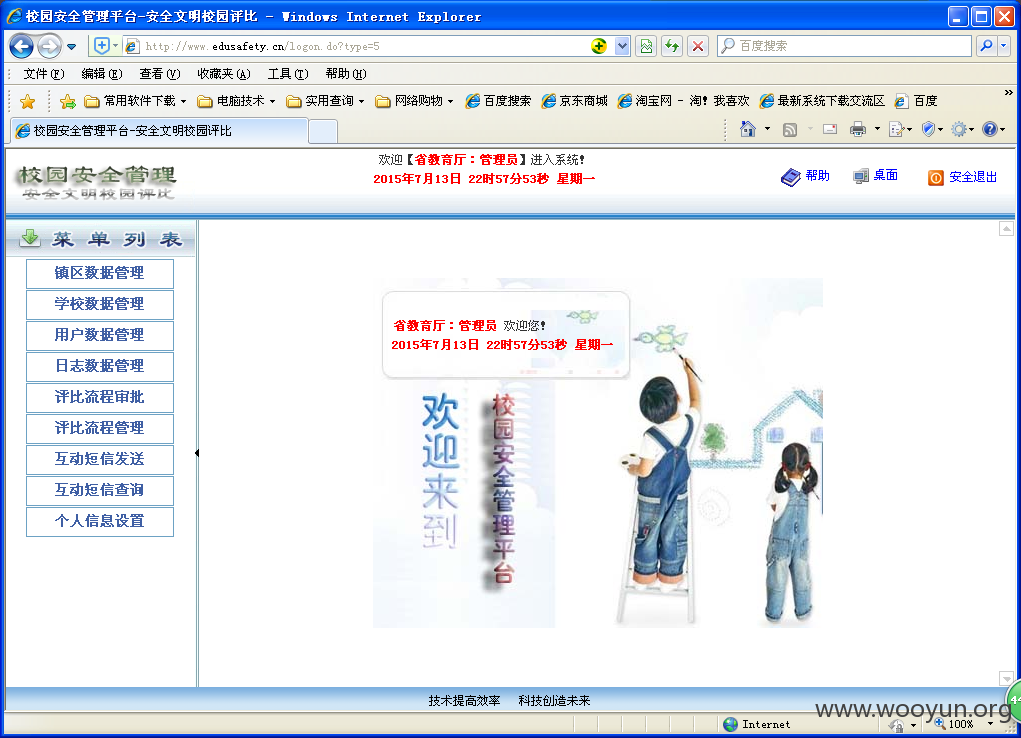 校园安全管理平台-安全文明校园评比 - Windows Internet Explorer
http://www.edusafety.cn/logon.do?type=5
百度搜索
文件(F) 编辑(E) 查看(V) 收藏夹(A) 工具(T) 帮助(H)
常用软件下载 电脑技术 实用查询 网络购物 百度搜索 京东商城 淘宝网 - 淘！我喜欢 最新系统下载交流区 百度 »
校园安全管理平台-安全文明校园评比
校园安全管理
安全文明校园评比
欢迎【省教育厅：管理员】进入系统!
2015年7月13日 22时57分53秒 星期一
帮助 桌面 安全退出
菜单列表
镇区数据管理
学校数据管理
用户数据管理
日志数据管理
评比流程审批
评比流程管理
互动短信发送
互动短信查询
个人信息设置
省教育厅：管理员 欢迎您!
2015年7月13日 22时57分53秒 星期一
欢迎来到
校园安全管理平台
技术提高效率 科技创造未来
44
www.wooyun.org
Internet
100%